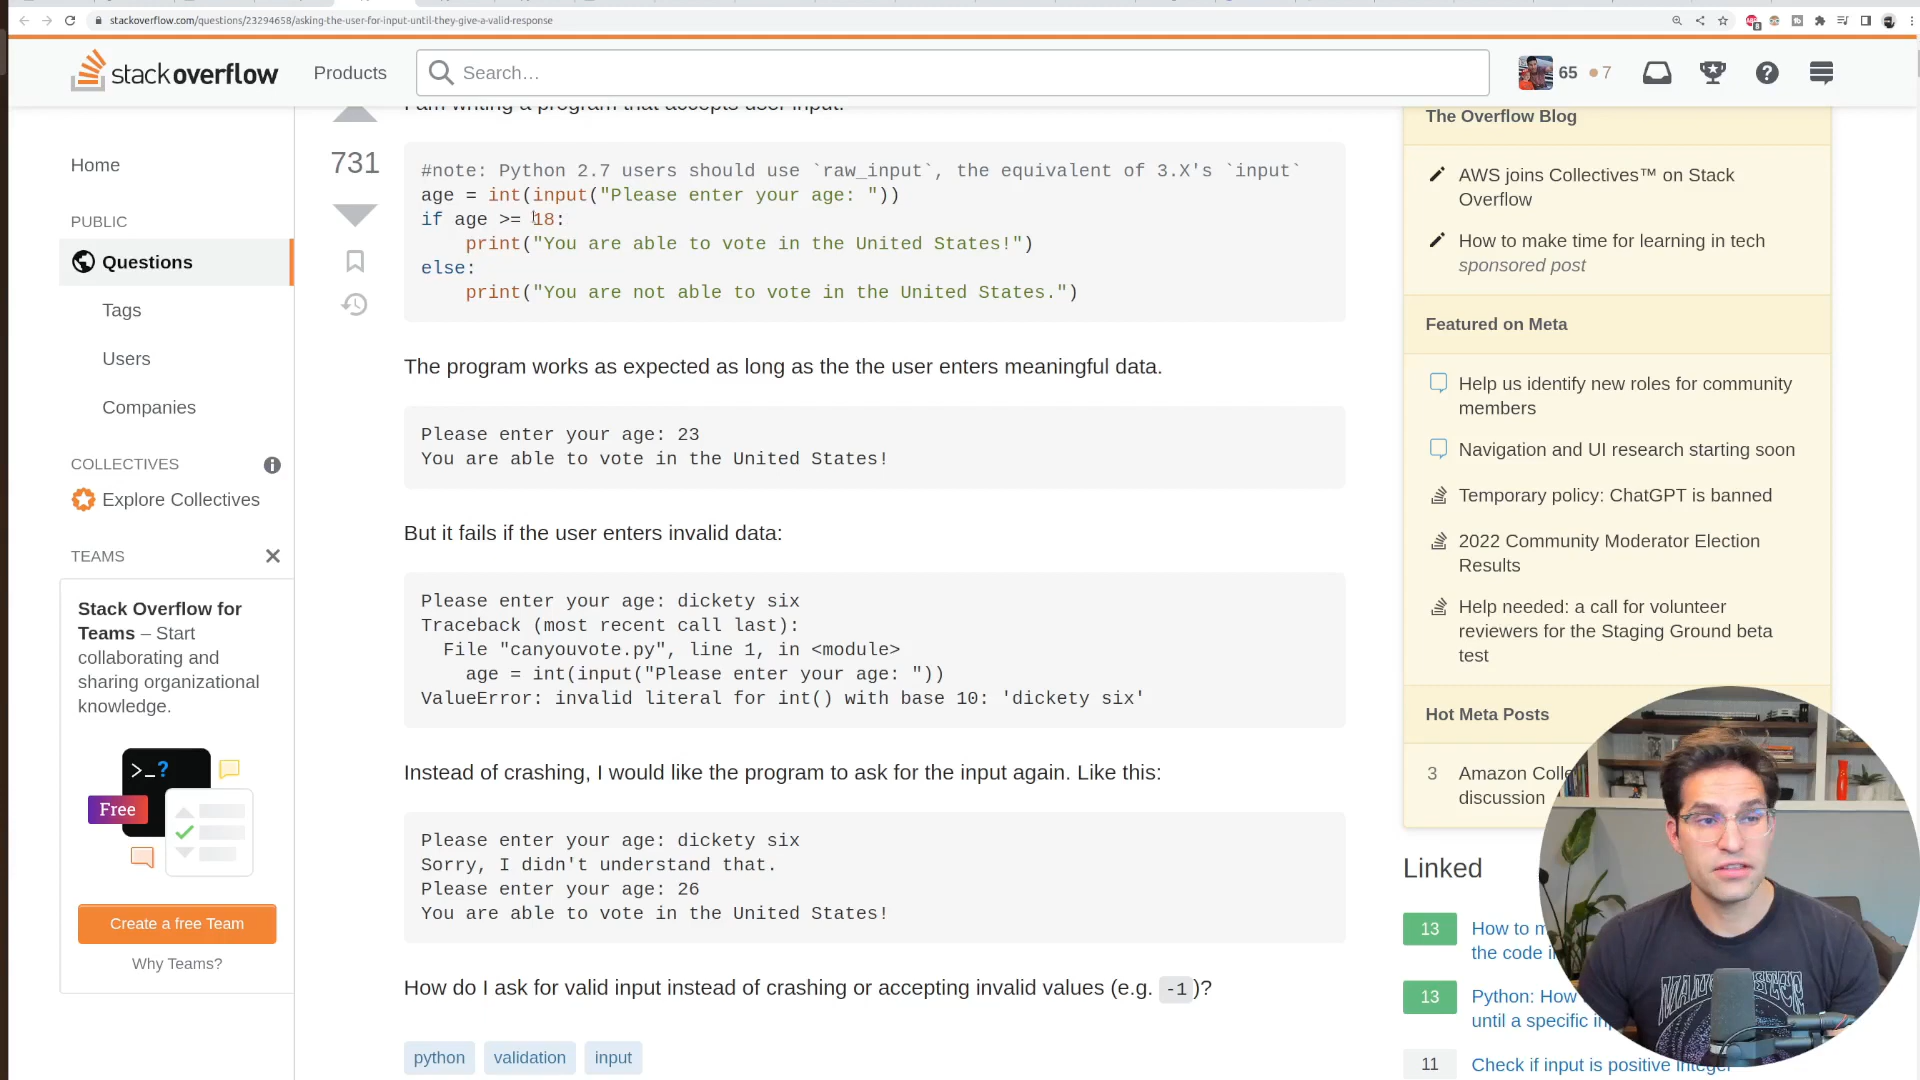 stackoverflow.com/questions/23294658/asking-the-user-for-input-until-they-give-a-valid-response
stackoverflow
Products
Search…
65
7
Home
PUBLIC
Questions
Tags
Users
Companies
COLLECTIVES
Explore Collectives
TEAMS
Stack Overflow for
Teams – Start
collaborating and
sharing organizational
knowledge.
>_?
Free
Create a free Team
Why Teams?
I am writing a program that accepts user input.
731
#note: Python 2.7 users should use `raw_input`, the equivalent of 3.X's `input`
age = int(input("Please enter your age: "))
if age >= 18:
    print("You are able to vote in the United States!")
else:
    print("You are not able to vote in the United States.")
The program works as expected as long as the the user enters meaningful data.
Please enter your age: 23
You are able to vote in the United States!
But it fails if the user enters invalid data:
Please enter your age: dickety six
Traceback (most recent call last):
  File "canyouvote.py", line 1, in <module>
    age = int(input("Please enter your age: "))
ValueError: invalid literal for int() with base 10: 'dickety six'
Instead of crashing, I would like the program to ask for the input again. Like this:
Please enter your age: dickety six
Sorry, I didn't understand that.
Please enter your age: 26
You are able to vote in the United States!
How do I ask for valid input instead of crashing or accepting invalid values (e.g. -1)?
python validation input
The Overflow Blog
AWS joins Collectives™ on Stack
Overflow
How to make time for learning in tech
sponsored post
Featured on Meta
Help us identify new roles for community
members
Navigation and UI research starting soon
Temporary policy: ChatGPT is banned
2022 Community Moderator Election
Results
Help needed: a call for volunteer
reviewers for the Staging Ground beta
test
Hot Meta Posts
3 Amazon
discussion
Linked
13 How to
the code
13 Python: How
until a specific
11 Check if input is positive integer